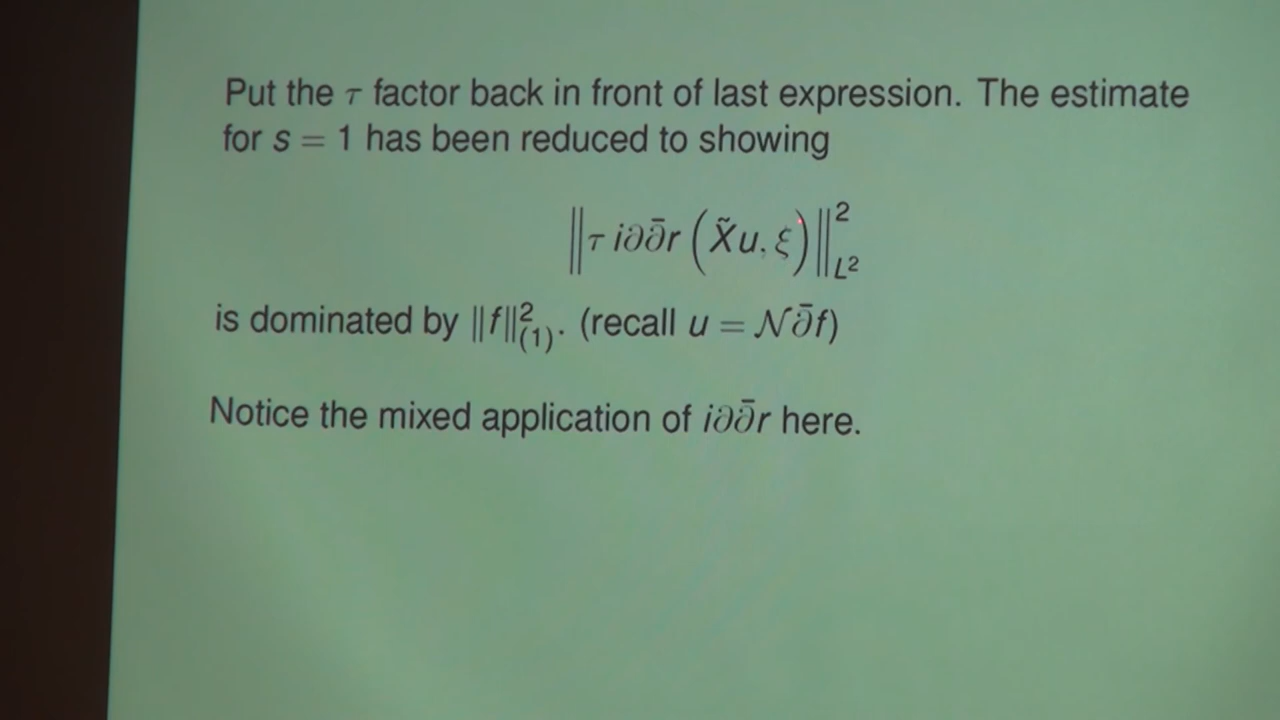 Put the τ factor back in front of last expression. The estimate
for s = 1 has been reduced to showing
‖τ i∂∂̄r (X̃u, ξ)‖²_{L²}
is dominated by ‖f‖²_{(1)}. (recall u = 𝒩∂̄f)
Notice the mixed application of i∂∂̄r here.